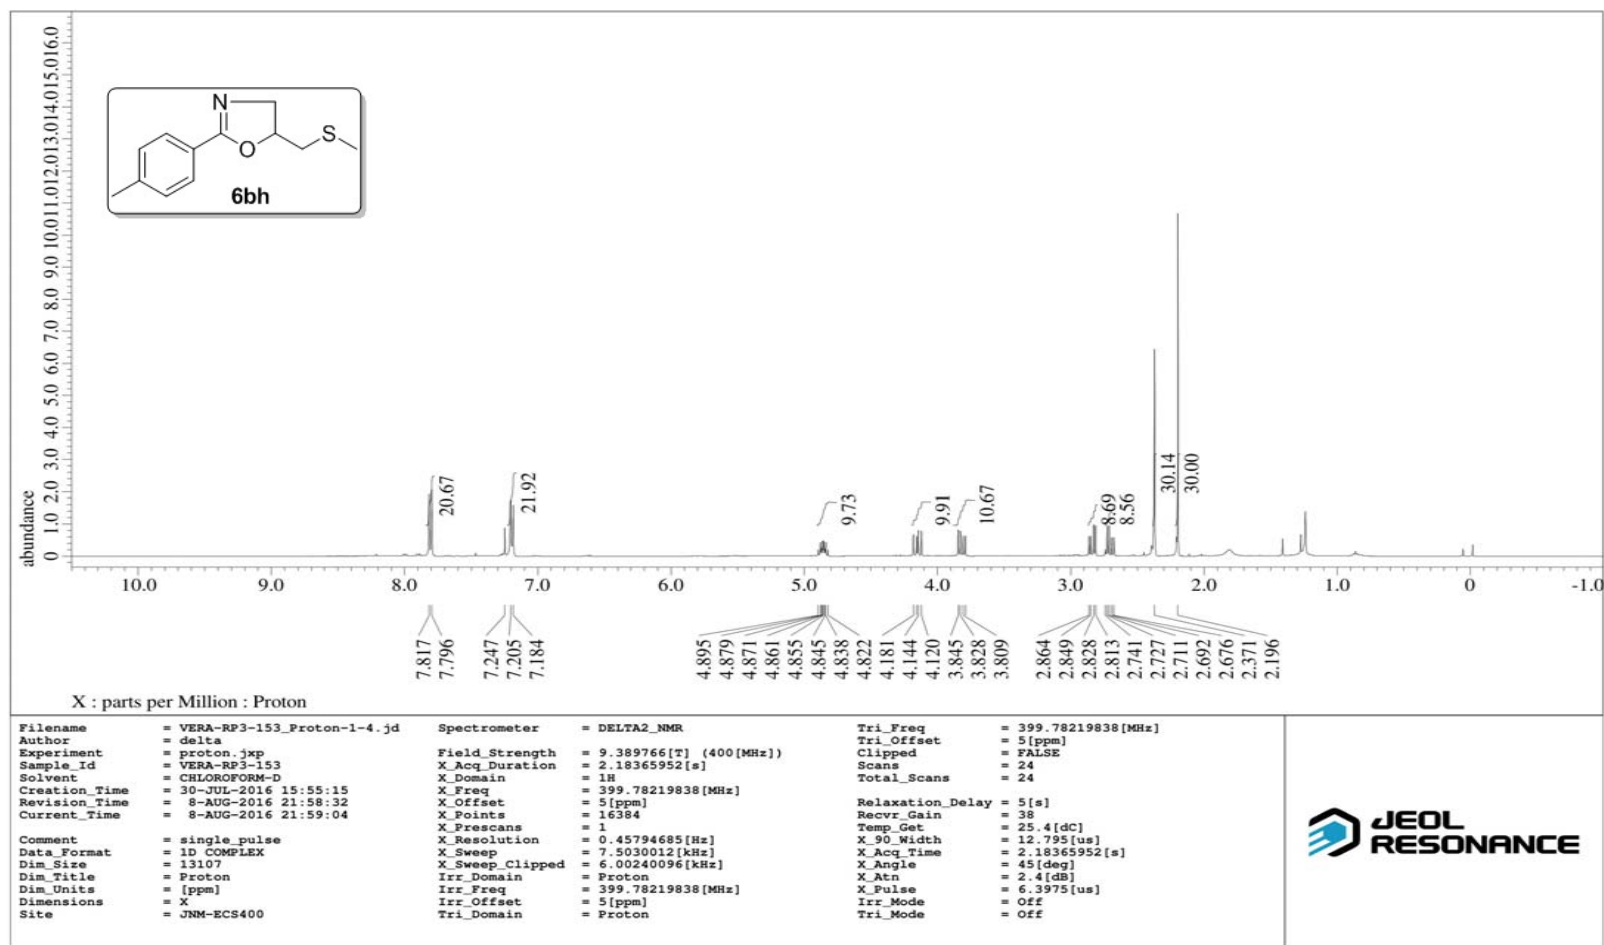 abundance
0 1.0 2.0 3.0 4.0 5.0 6.0 7.0 8.0 9.0 10.0 11.0 12.0 13.0 14.0 15.0 16.0
N
O
S
6bh
20.67
21.92
9.73
9.91
10.67
8.69
8.56
30.14
30.00
10.0 9.0 8.0 7.0 6.0 5.0 4.0 3.0 2.0 1.0 0 -1.0
7.817
7.796
7.247
7.205
7.184
4.895
4.879
4.871
4.861
4.855
4.845
4.838
4.822
4.181
4.144
4.120
3.845
3.828
3.809
2.864
2.849
2.828
2.813
2.741
2.727
2.711
2.692
2.676
2.371
2.196
X : parts per Million : Proton
Filename = VERA-RP3-153_Proton-1-4.jd
Author = delta
Experiment = proton.jxp
Sample_Id = VERA-RP3-153
Solvent = CHLOROFORM-D
Creation_Time = 30-JUL-2016 15:55:15
Revision_Time = 8-AUG-2016 21:58:32
Current_Time = 8-AUG-2016 21:59:04
Comment = single_pulse
Data_Format = 1D COMPLEX
Dim_Size = 13107
Dim_Title = Proton
Dim_Units = [ppm]
Dimensions = X
Site = JNM-ECS400
Spectrometer = DELTA2_NMR
Field_Strength = 9.389766[T] (400[MHz])
X_Acq_Duration = 2.18365952[s]
X_Domain = 1H
X_Freq = 399.78219838[MHz]
X_Offset = 5[ppm]
X_Points = 16384
X_Prescans = 1
X_Resolution = 0.45794685[Hz]
X_Sweep = 7.5030012[kHz]
X_Sweep_Clipped = 6.00240096[kHz]
Irr_Domain = Proton
Irr_Freq = 399.78219838[MHz]
Irr_Offset = 5[ppm]
Tri_Domain = Proton
Tri_Freq = 399.78219838[MHz]
Tri_Offset = 5[ppm]
Clipped = FALSE
Scans = 24
Total_Scans = 24
Relaxation_Delay = 5[s]
Recvr_Gain = 38
Temp_Get = 25.4[dC]
X_90_Width = 12.795[us]
X_Acq_Time = 2.18365952[s]
X_Angle = 45[deg]
X_Atn = 2.4[dB]
X_Pulse = 6.3975[us]
Irr_Mode = Off
Tri_Mode = Off
JEOL
RESONANCE